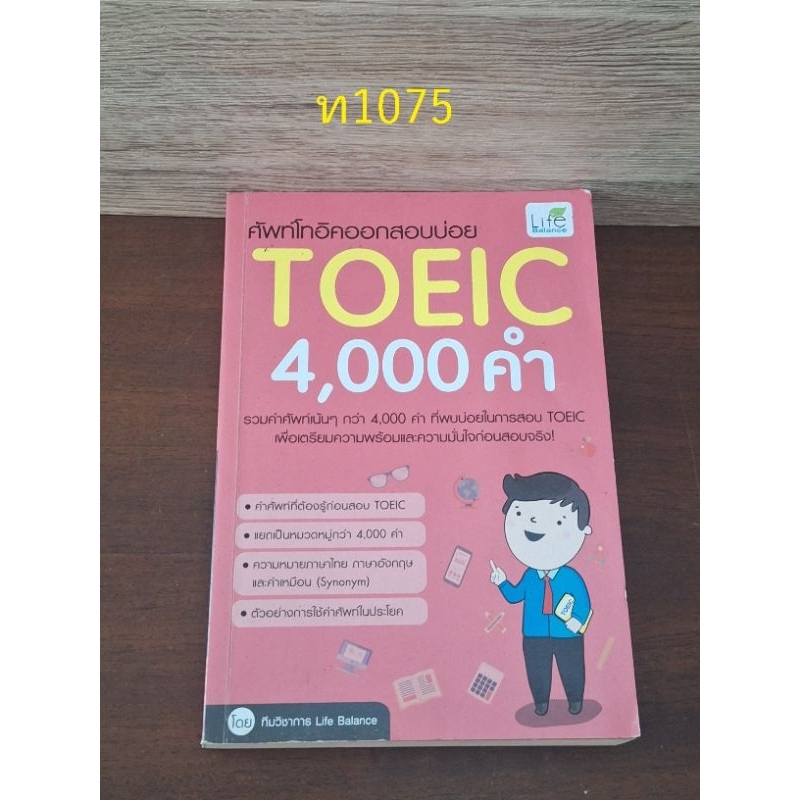 ท1075
ศัพท์โทอิคออกสอบบ่อย
Life
Balance
TOEIC
4,000 คำ
รวมคำศัพท์เน้นๆ กว่า 4,000 คำ ที่พบบ่อยในการสอบ TOEIC
เพื่อเตรียมความพร้อมและความมั่นใจก่อนสอบจริง!
• คำศัพท์ที่ต้องรู้ก่อนสอบ TOEIC
• แยกเป็นหมวดหมู่กว่า 4,000 คำ
• ความหมายภาษาไทย ภาษาอังกฤษ
และคำเหมือน (Synonym)
• ตัวอย่างการใช้คำศัพท์ในประโยค
TOEIC
โดย ทีมวิชาการ Life Balance